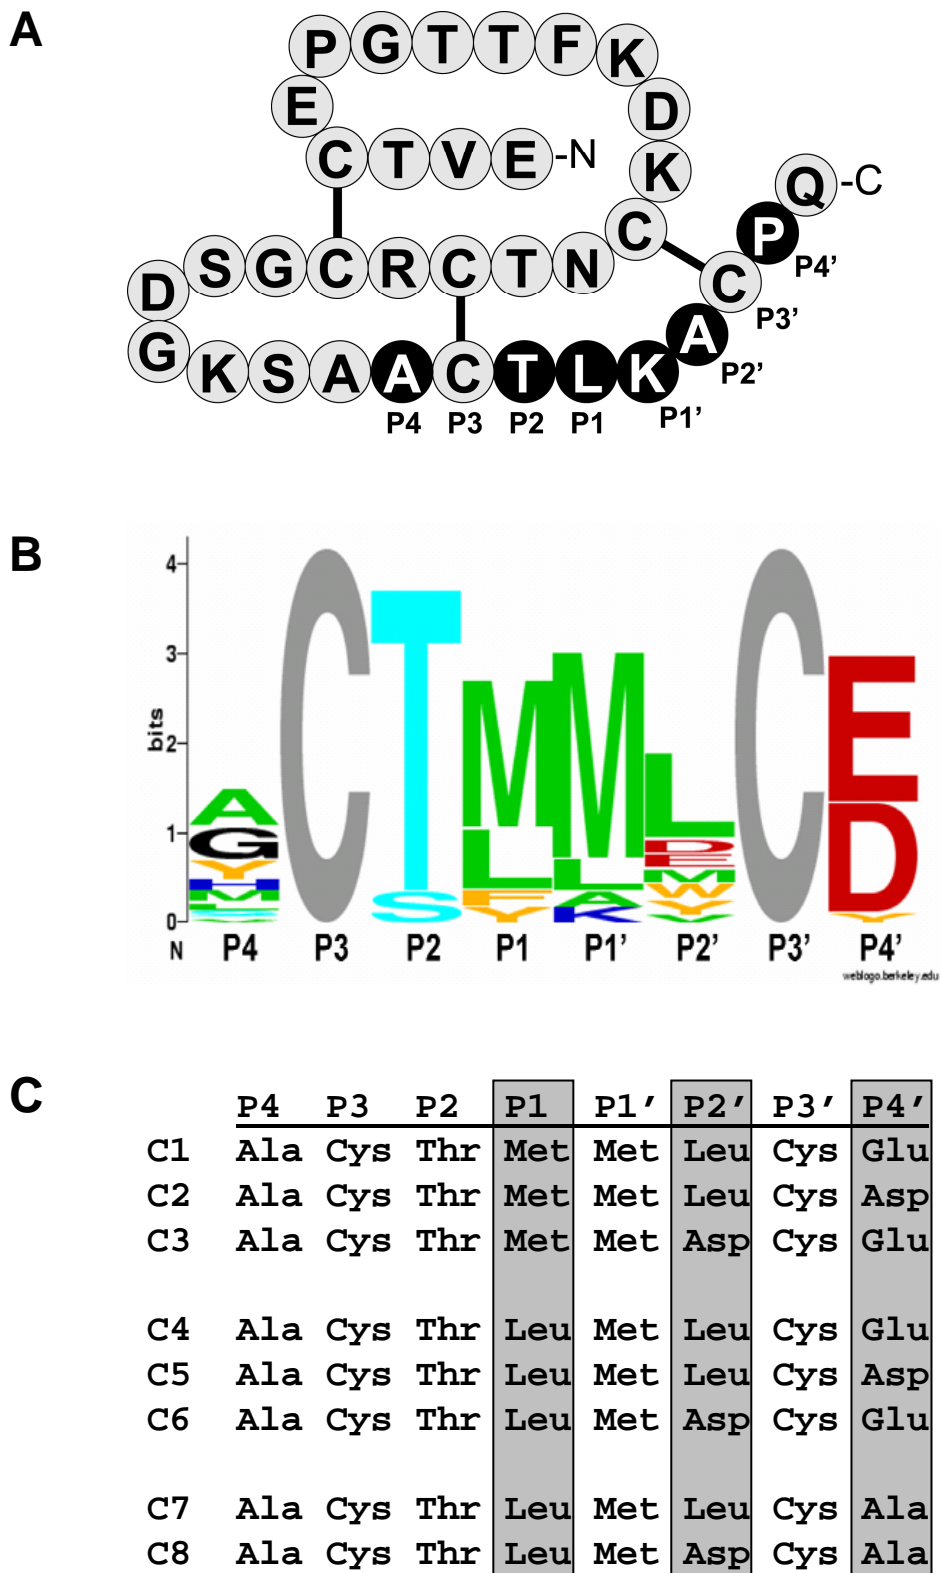 A
P G T T F K
E D
C T V E -N K
Q -C
S G C R C T N C P P4'
D C P3'
G A P2'
K S A A C T L K
P4 P3 P2 P1 P1'
B
bits
4
3
2
1
0
A G Y H M L
C
T S
M L F Y
M L A K
L D E M W Y V
C
E D Y
N P4 P3 P2 P1 P1' P2' P3' P4'
weblogo.berkeley.edu
C
P4 P3 P2 P1 P1' P2' P3' P4'
C1 Ala Cys Thr Met Met Leu Cys Glu
C2 Ala Cys Thr Met Met Leu Cys Asp
C3 Ala Cys Thr Met Met Asp Cys Glu
C4 Ala Cys Thr Leu Met Leu Cys Glu
C5 Ala Cys Thr Leu Met Leu Cys Asp
C6 Ala Cys Thr Leu Met Asp Cys Glu
C7 Ala Cys Thr Leu Met Leu Cys Ala
C8 Ala Cys Thr Leu Met Asp Cys Ala